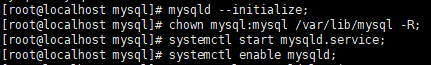 [root@localhost mysql]# mysqld --initialize;
[root@localhost mysql]# chown mysql:mysql /var/lib/mysql -R;
[root@localhost mysql]# systemctl start mysqld.service;
[root@localhost mysql]# systemctl enable mysqld;